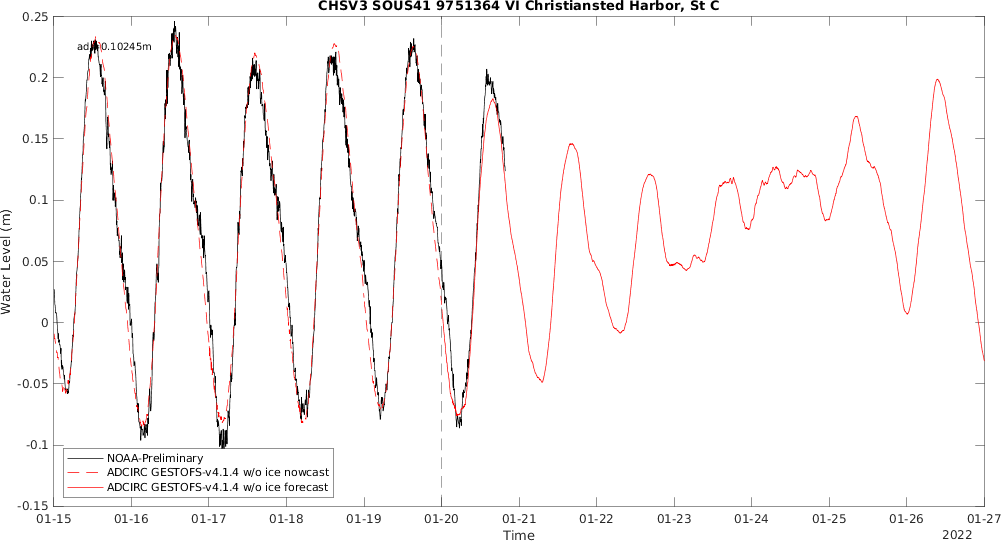 CHSV3 SOUS41 9751364 VI Christiansted Harbor, St C
0.25
0.2
0.15
0.1
0.05
0
-0.05
-0.1
-0.15
Water Level (m)
0.10245m
NOAA-Preliminary
ADCIRC GESTOFS-v4.1.4 w/o ice nowcast
ADCIRC GESTOFS-v4.1.4 w/o ice forecast
01-15 01-16 01-17 01-18 01-19 01-20 01-21 01-22 01-23 01-24 01-25 01-26 01-27
Time
2022